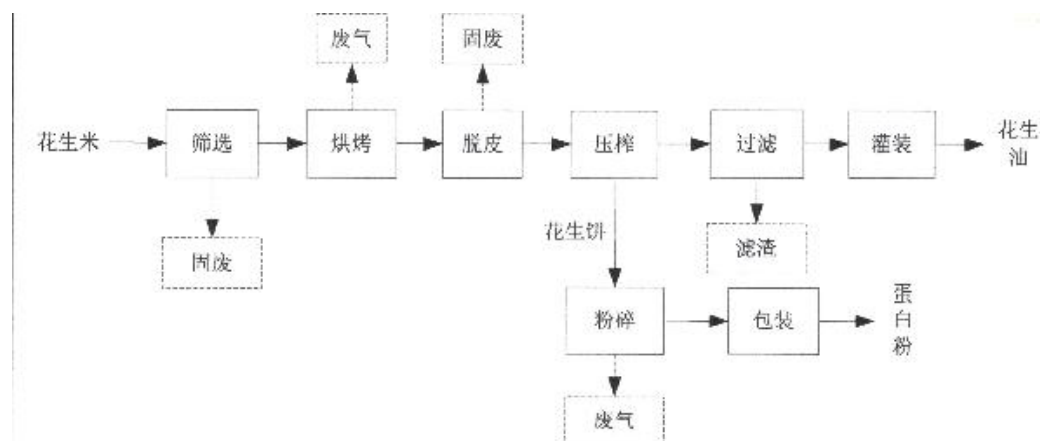 废气
固废
花生米
筛选
烘烤
脱皮
压榨
过滤
灌装
花生
油
花生饼
固废
滤渣
粉碎
包装
蛋
白
粉
废气